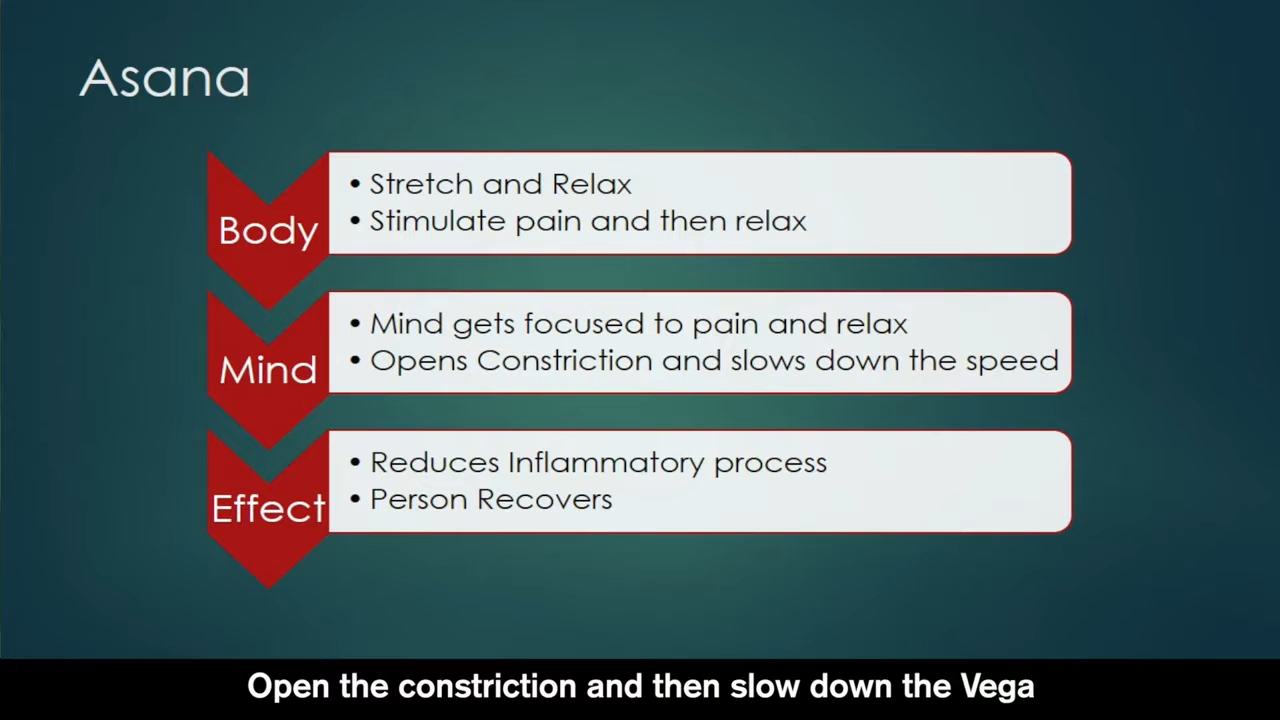 Asana
Body
• Stretch and Relax
• Stimulate pain and then relax
Mind
• Mind gets focused to pain and relax
• Opens Constriction and slows down the speed
Effect
• Reduces Inflammatory process
• Person Recovers
Open the constriction and then slow down the Vega